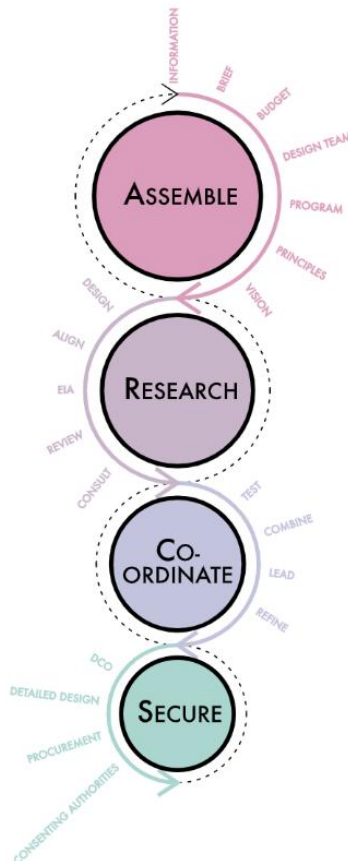 INFORMATION
BRIEF
BUDGET
DESIGN TEAM
PROGRAM
PRINCIPLES
VISION
ASSEMBLE
DESIGN
ALIGN
EIA
REVIEW
CONSULT
RESEARCH
TEST
COMBINE
LEAD
REFINE
CO-
ORDINATE
DCO
DETAILED DESIGN
PROCUREMENT
CONSENTING AUTHORITIES
SECURE